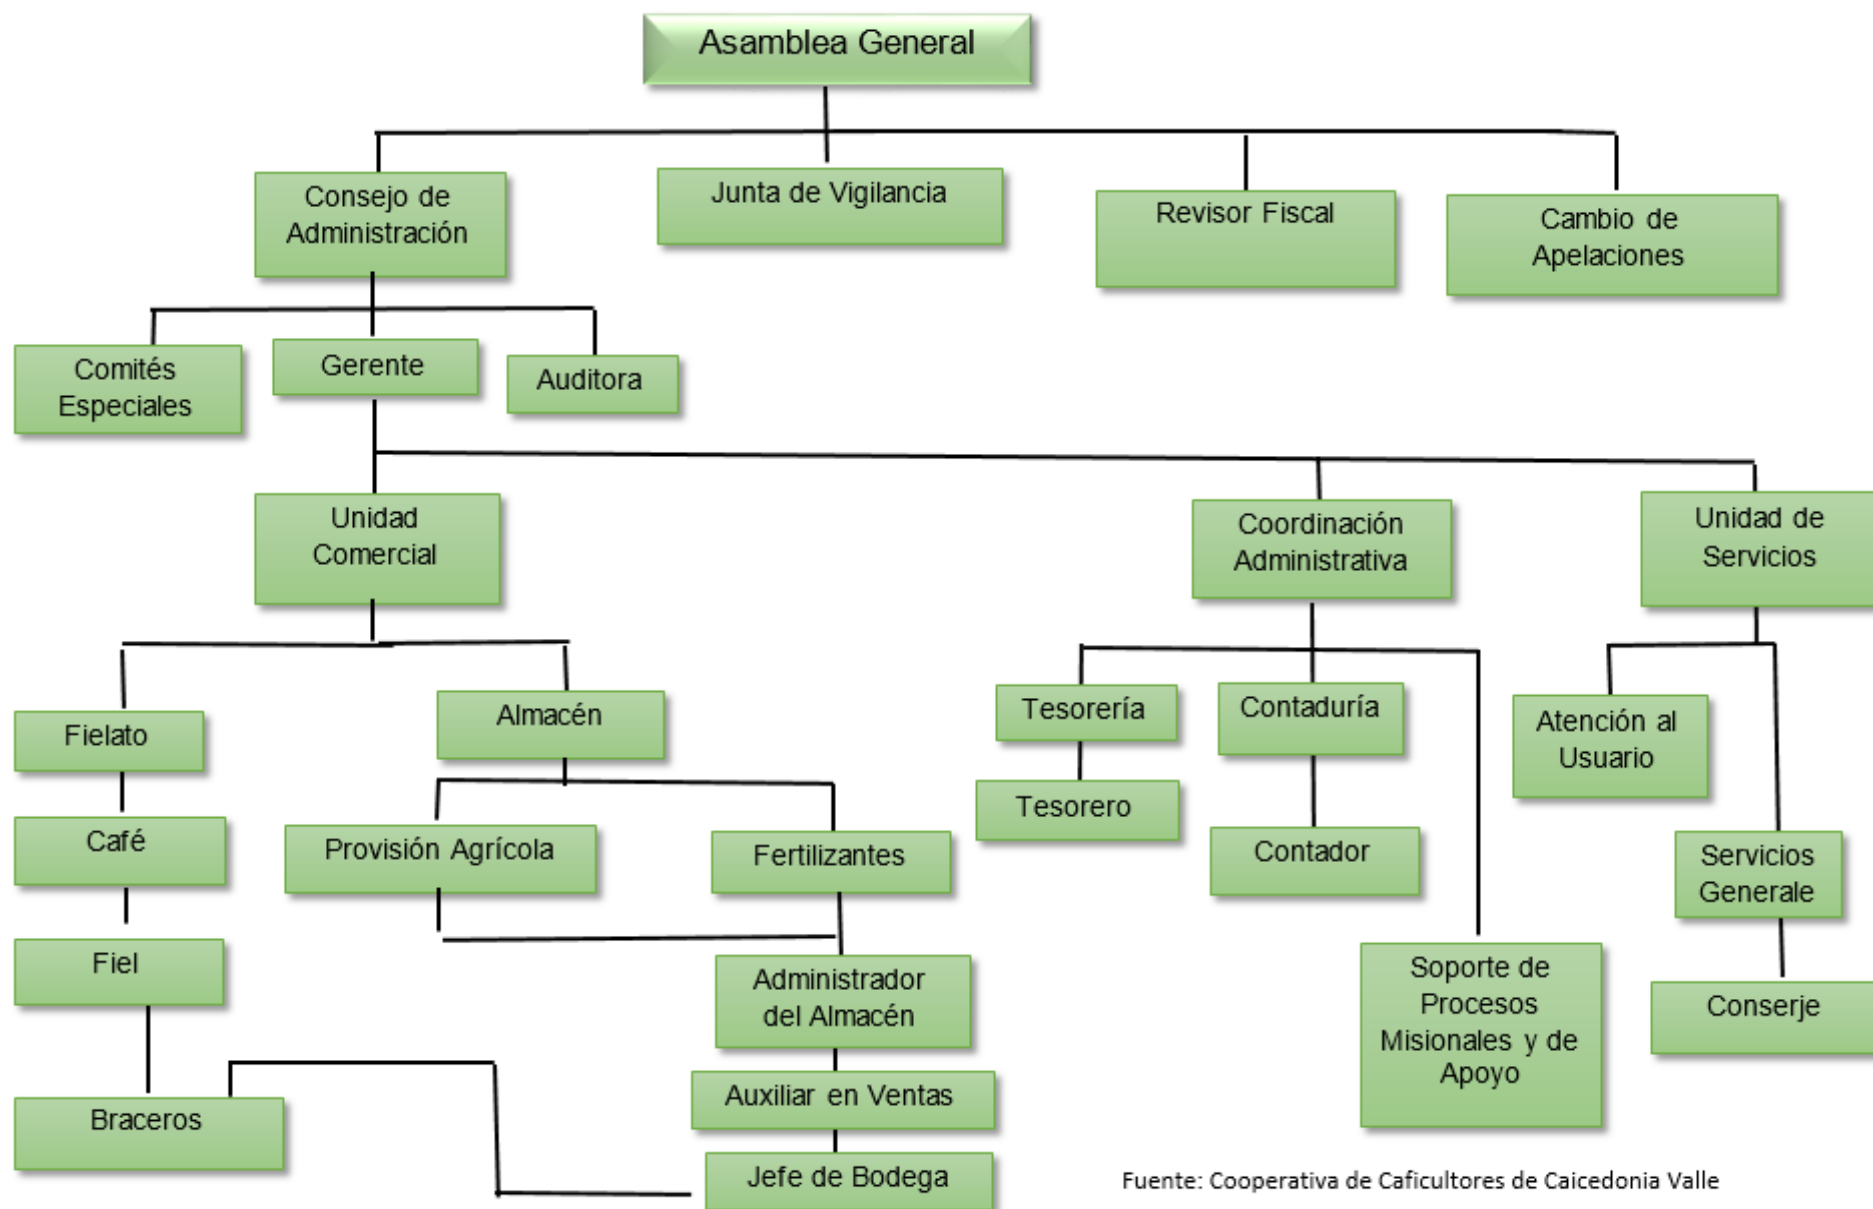 Asamblea General
Consejo de
Administración
Junta de Vigilancia
Revisor Fiscal
Cambio de
Apelaciones
Comités
Especiales
Gerente
Auditora
Unidad
Comercial
Coordinación
Administrativa
Unidad de
Servicios
Fielato
Almacén
Tesorería
Contaduría
Atención al
Usuario
Café
Provisión Agrícola
Fertilizantes
Tesorero
Contador
Servicios
Generale
Fiel
Administrador
del Almacén
Soporte de
Procesos
Misionales y de
Apoyo
Conserje
Braceros
Auxiliar en Ventas
Jefe de Bodega
Fuente: Cooperativa de Caficultores de Caicedonia Valle